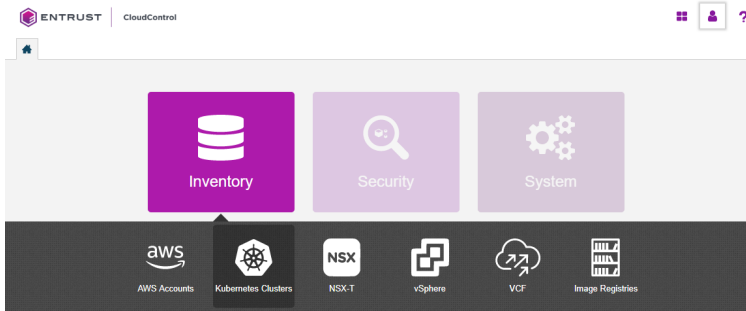 ENTRUST CloudControl
?
Inventory Security System
aws NSX
AWS Accounts Kubernetes Clusters NSX-T vSphere VCF Image Registries